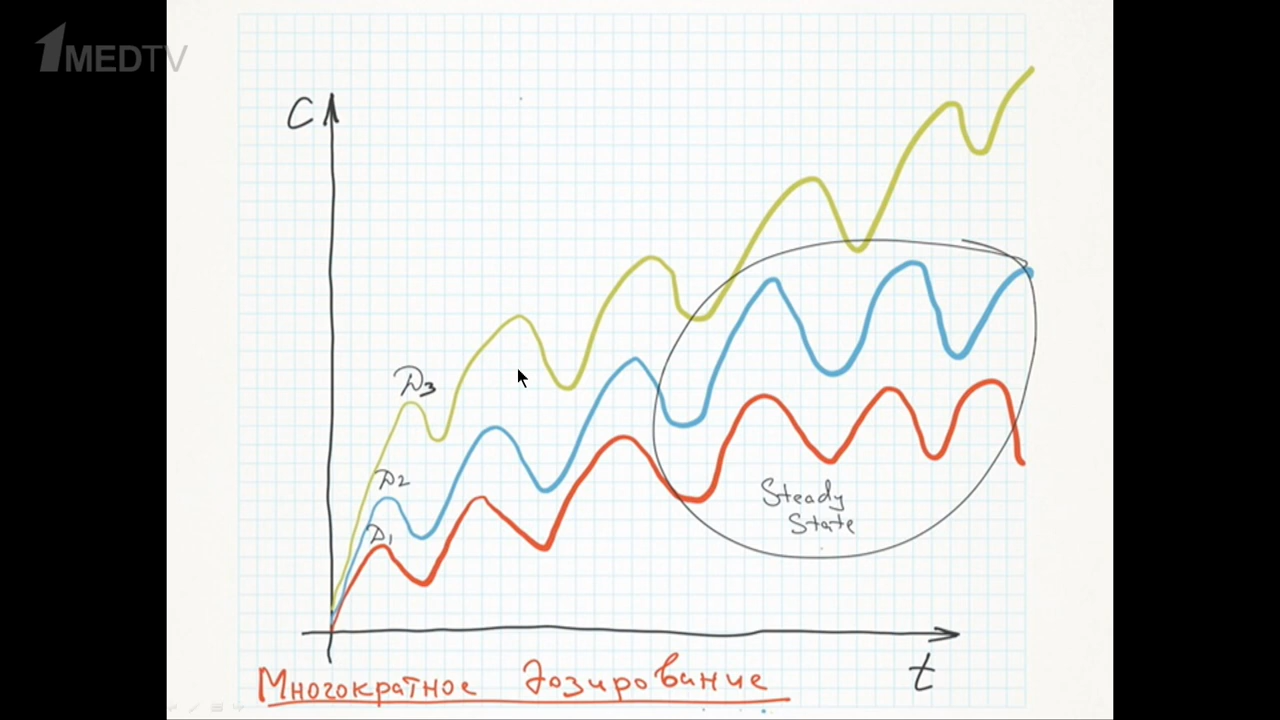 1MEDTV
C
D3
D2
D1
Steady
State
t
Многократное дозирование